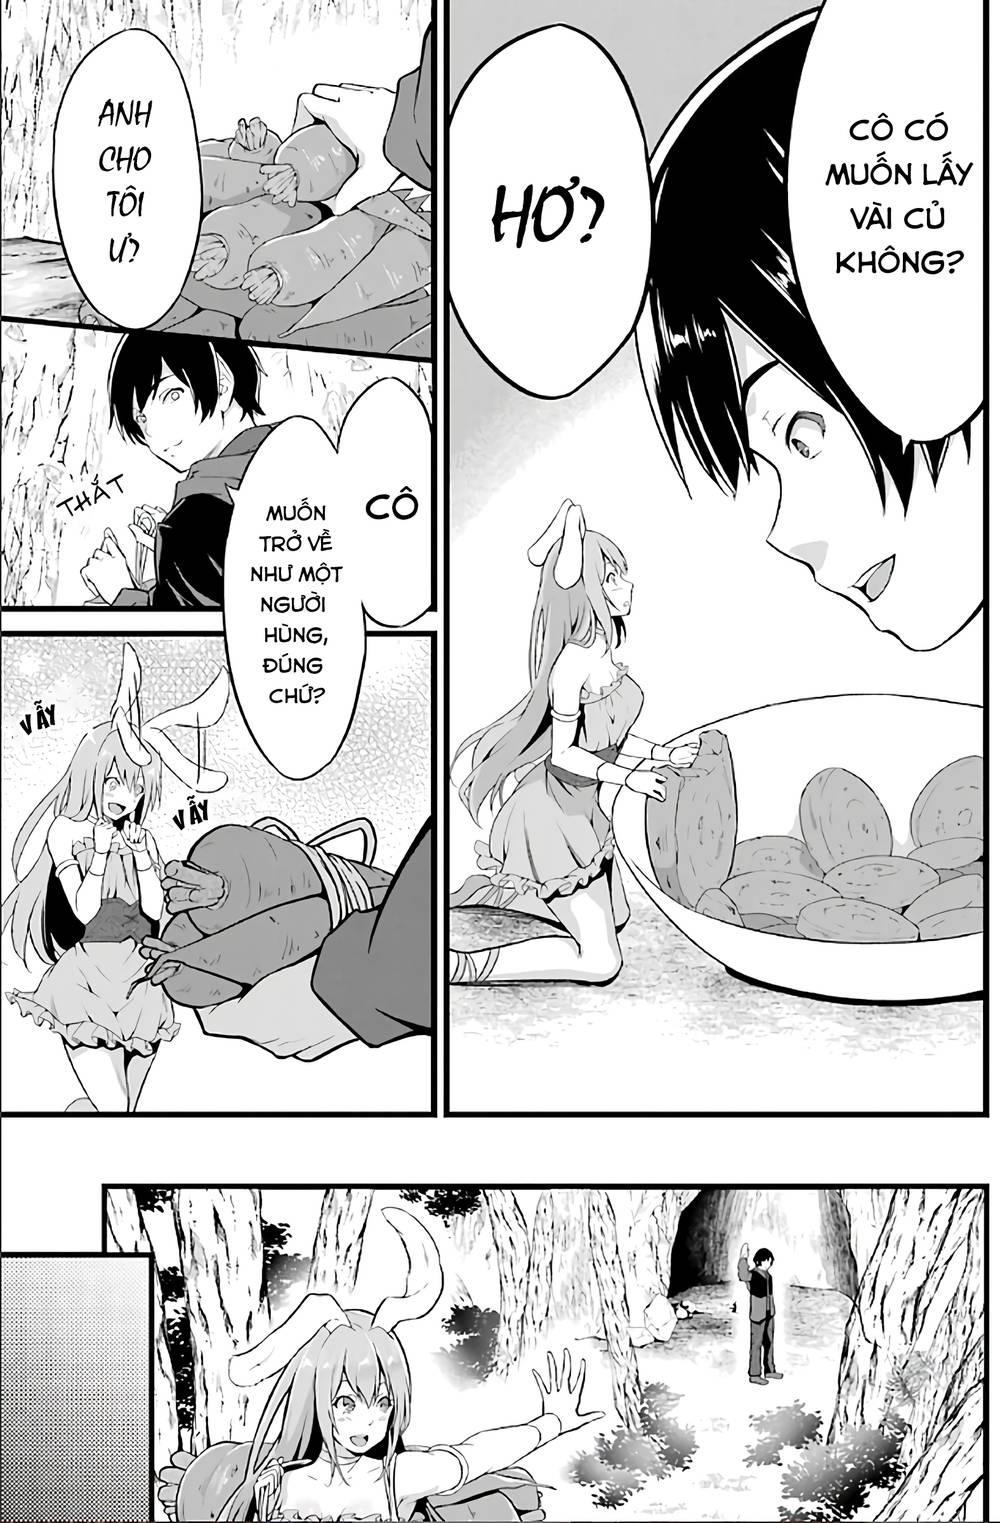 CÔ CÓ
MUỐN LẤY
VÀI CỦ
KHÔNG?
HƠ?
ANH
CHO
TÔI
Ư?
THẮT
CÔ
MUỐN
TRỞ VỀ
NHƯ MỘT
NGƯỜI
HÙNG,
ĐÚNG
CHỨ?
VẪY
VẪY